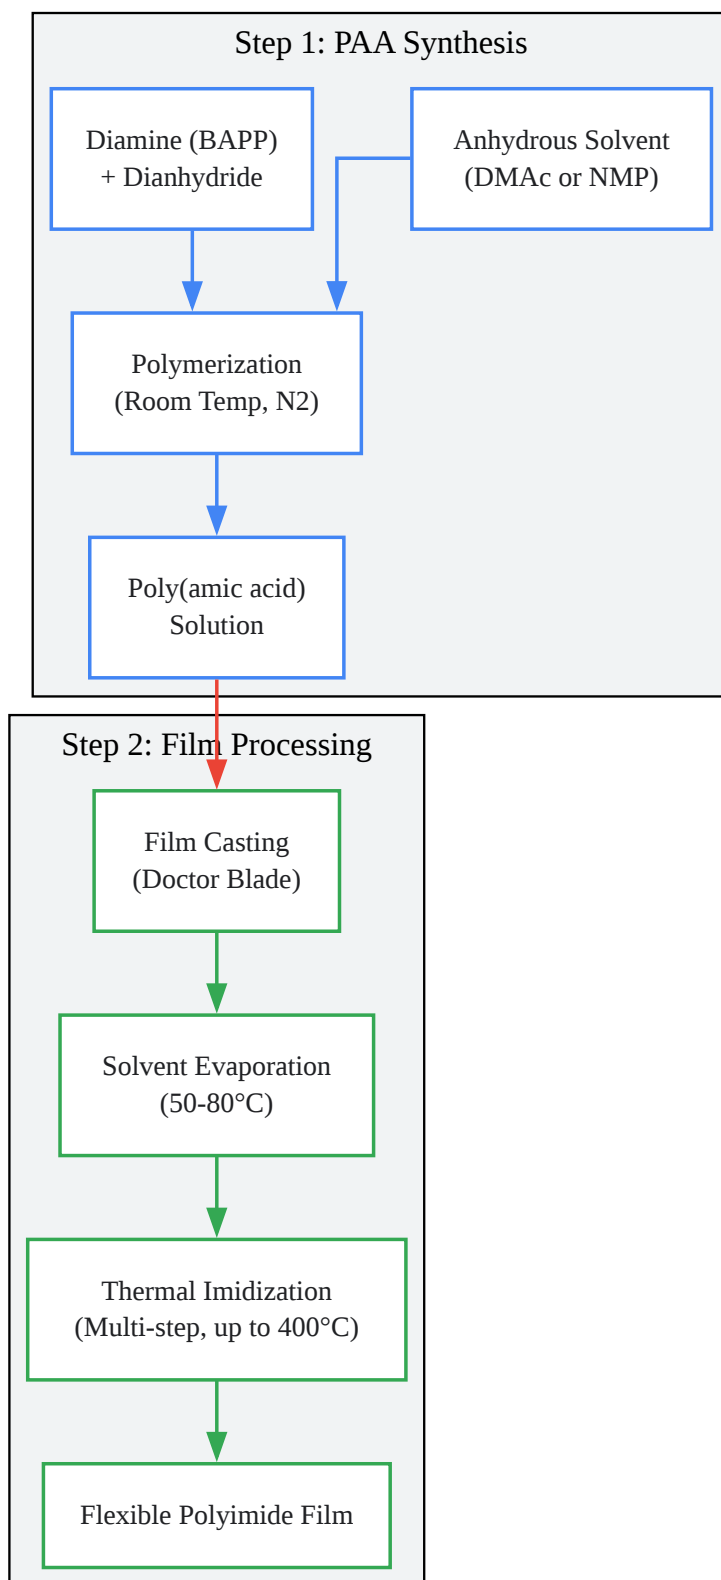 Step 1: PAA Synthesis
Diamine (BAPP)
+ Dianhydride
Anhydrous Solvent
(DMAc or NMP)
Polymerization
(Room Temp, N2)
Poly(amic acid)
Solution
Step 2: Film Processing
Film Casting
(Doctor Blade)
Solvent Evaporation
(50-80°C)
Thermal Imidization
(Multi-step, up to 400°C)
Flexible Polyimide Film